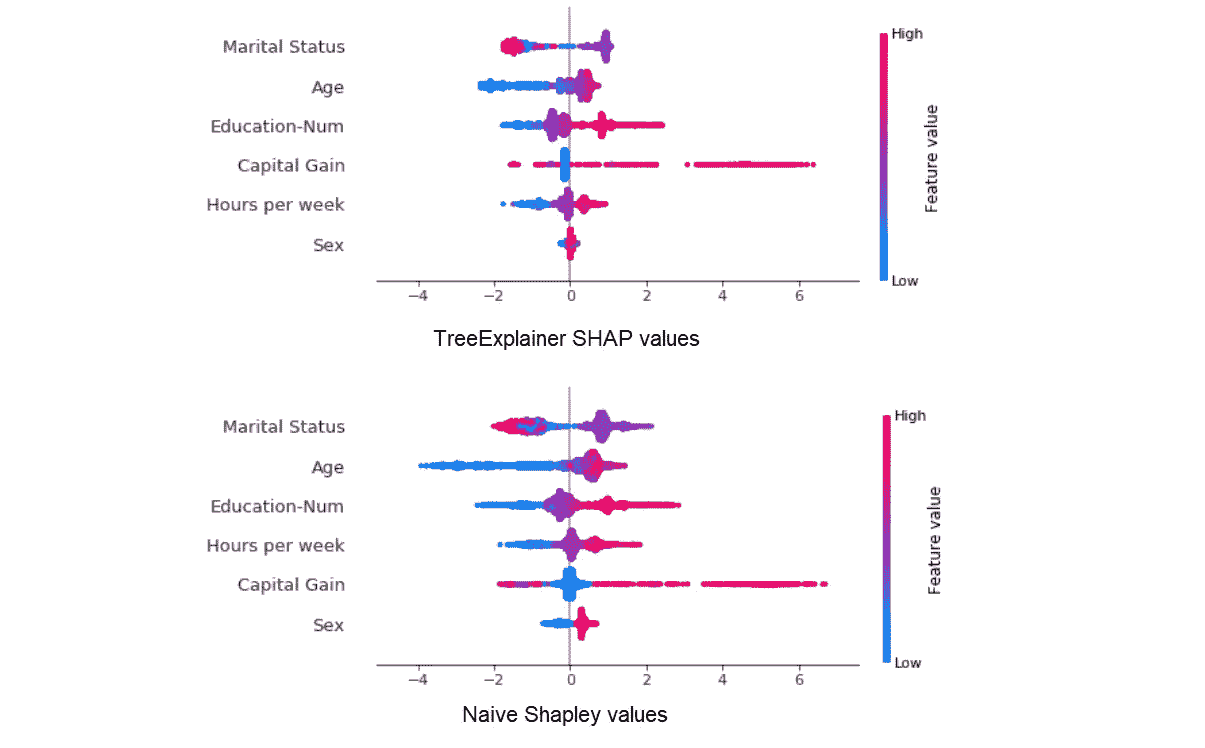 High
Marital Status
Age
Education-Num
Capital Gain
Hours per week
Sex
Feature value
Low
−4 −2 0 2 4 6
TreeExplainer SHAP values
High
Marital Status
Age
Education-Num
Hours per week
Capital Gain
Sex
Feature value
Low
−4 −2 0 2 4 6
Naive Shapley values